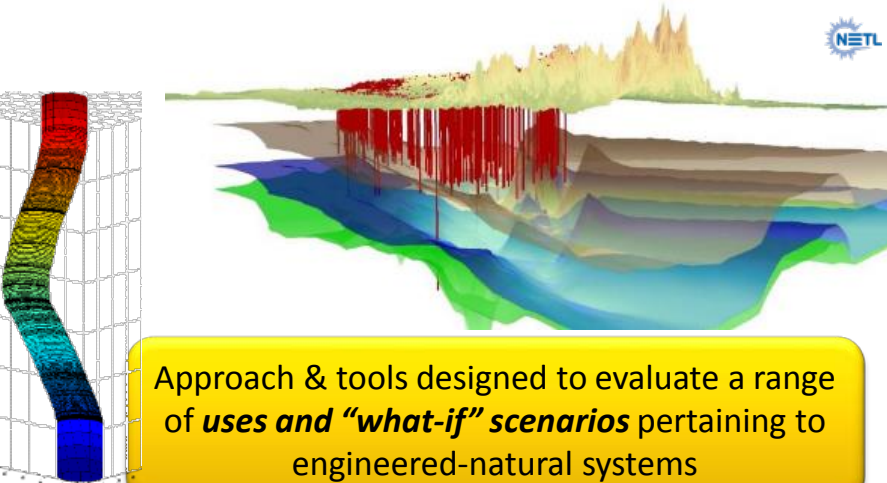 NETL
Approach & tools designed to evaluate a range
of uses and “what-if” scenarios pertaining to
engineered-natural systems